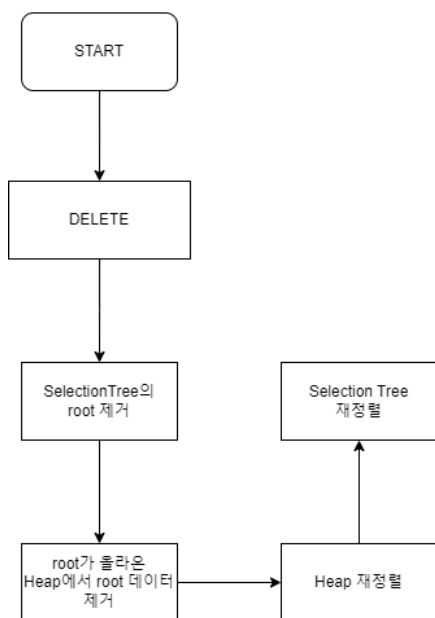 START
DELETE
SelectionTree의
root 제거
Selection Tree
재정렬
root가 올라온
Heap에서 root 데이터
제거
Heap 재정렬